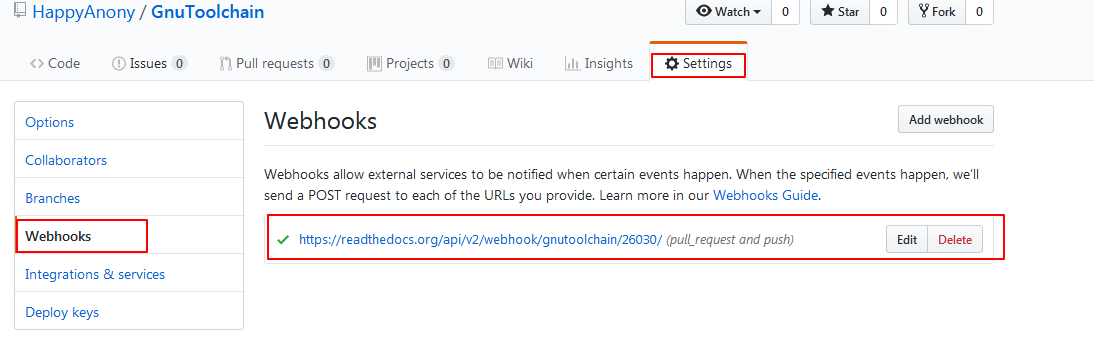 HappyAnony / GnuToolchain
Watch 0 Star 0 Fork 0
Code Issues 0 Pull requests 0 Projects 0 Wiki Insights Settings
Options
Collaborators
Branches
Webhooks
Integrations & services
Deploy keys
Webhooks
Add webhook
Webhooks allow external services to be notified when certain events happen. When the specified events happen, we'll
send a POST request to each of the URLs you provide. Learn more in our Webhooks Guide.
https://readthedocs.org/api/v2/webhook/gnutoolchain/26030/ (pull_request and push) Edit Delete